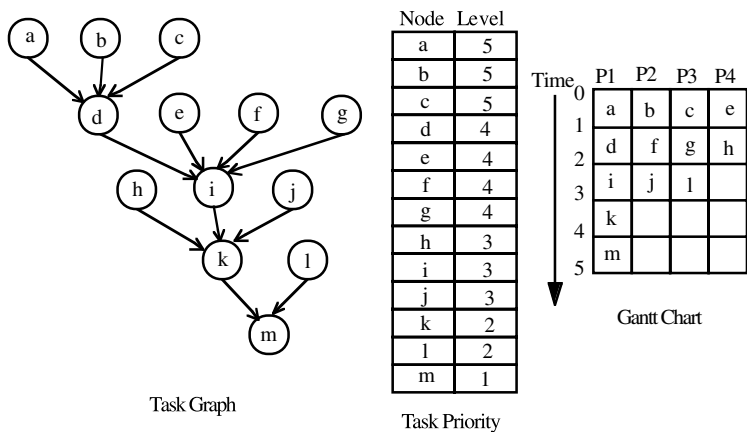 a
b
c
d
e
f
g
h
i
j
k
l
m
Task Graph
Node Level
a 5
b 5
c 5
d 4
e 4
f 4
g 4
h 3
i 3
j 3
k 2
l 2
m 1
Task Priority
Time P1 P2 P3 P4
0
a b c e
1
d f g h
2
i j l
3
k
4
m
5
Gantt Chart